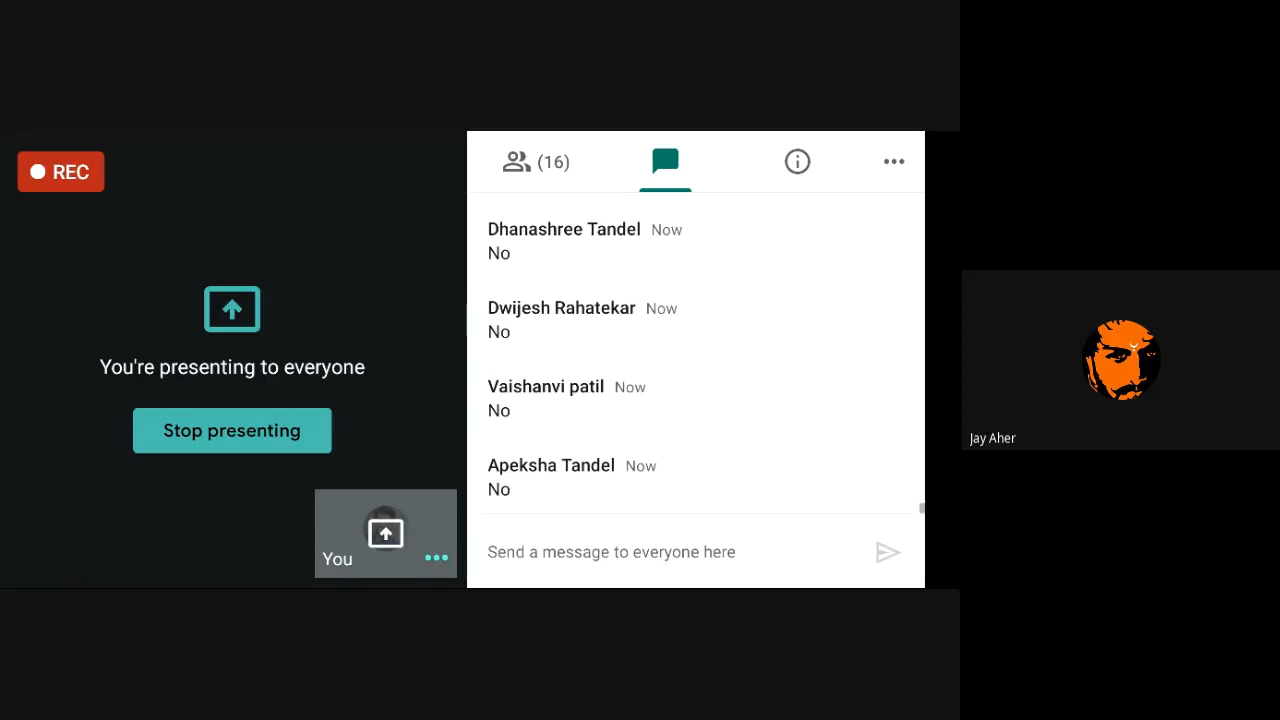 REC
You're presenting to everyone
Stop presenting
You
(16)
Dhanashree Tandel Now
No
Dwijesh Rahatekar Now
No
Vaishanvi patil Now
No
Apeksha Tandel Now
No
Send a message to everyone here
Jay Aher